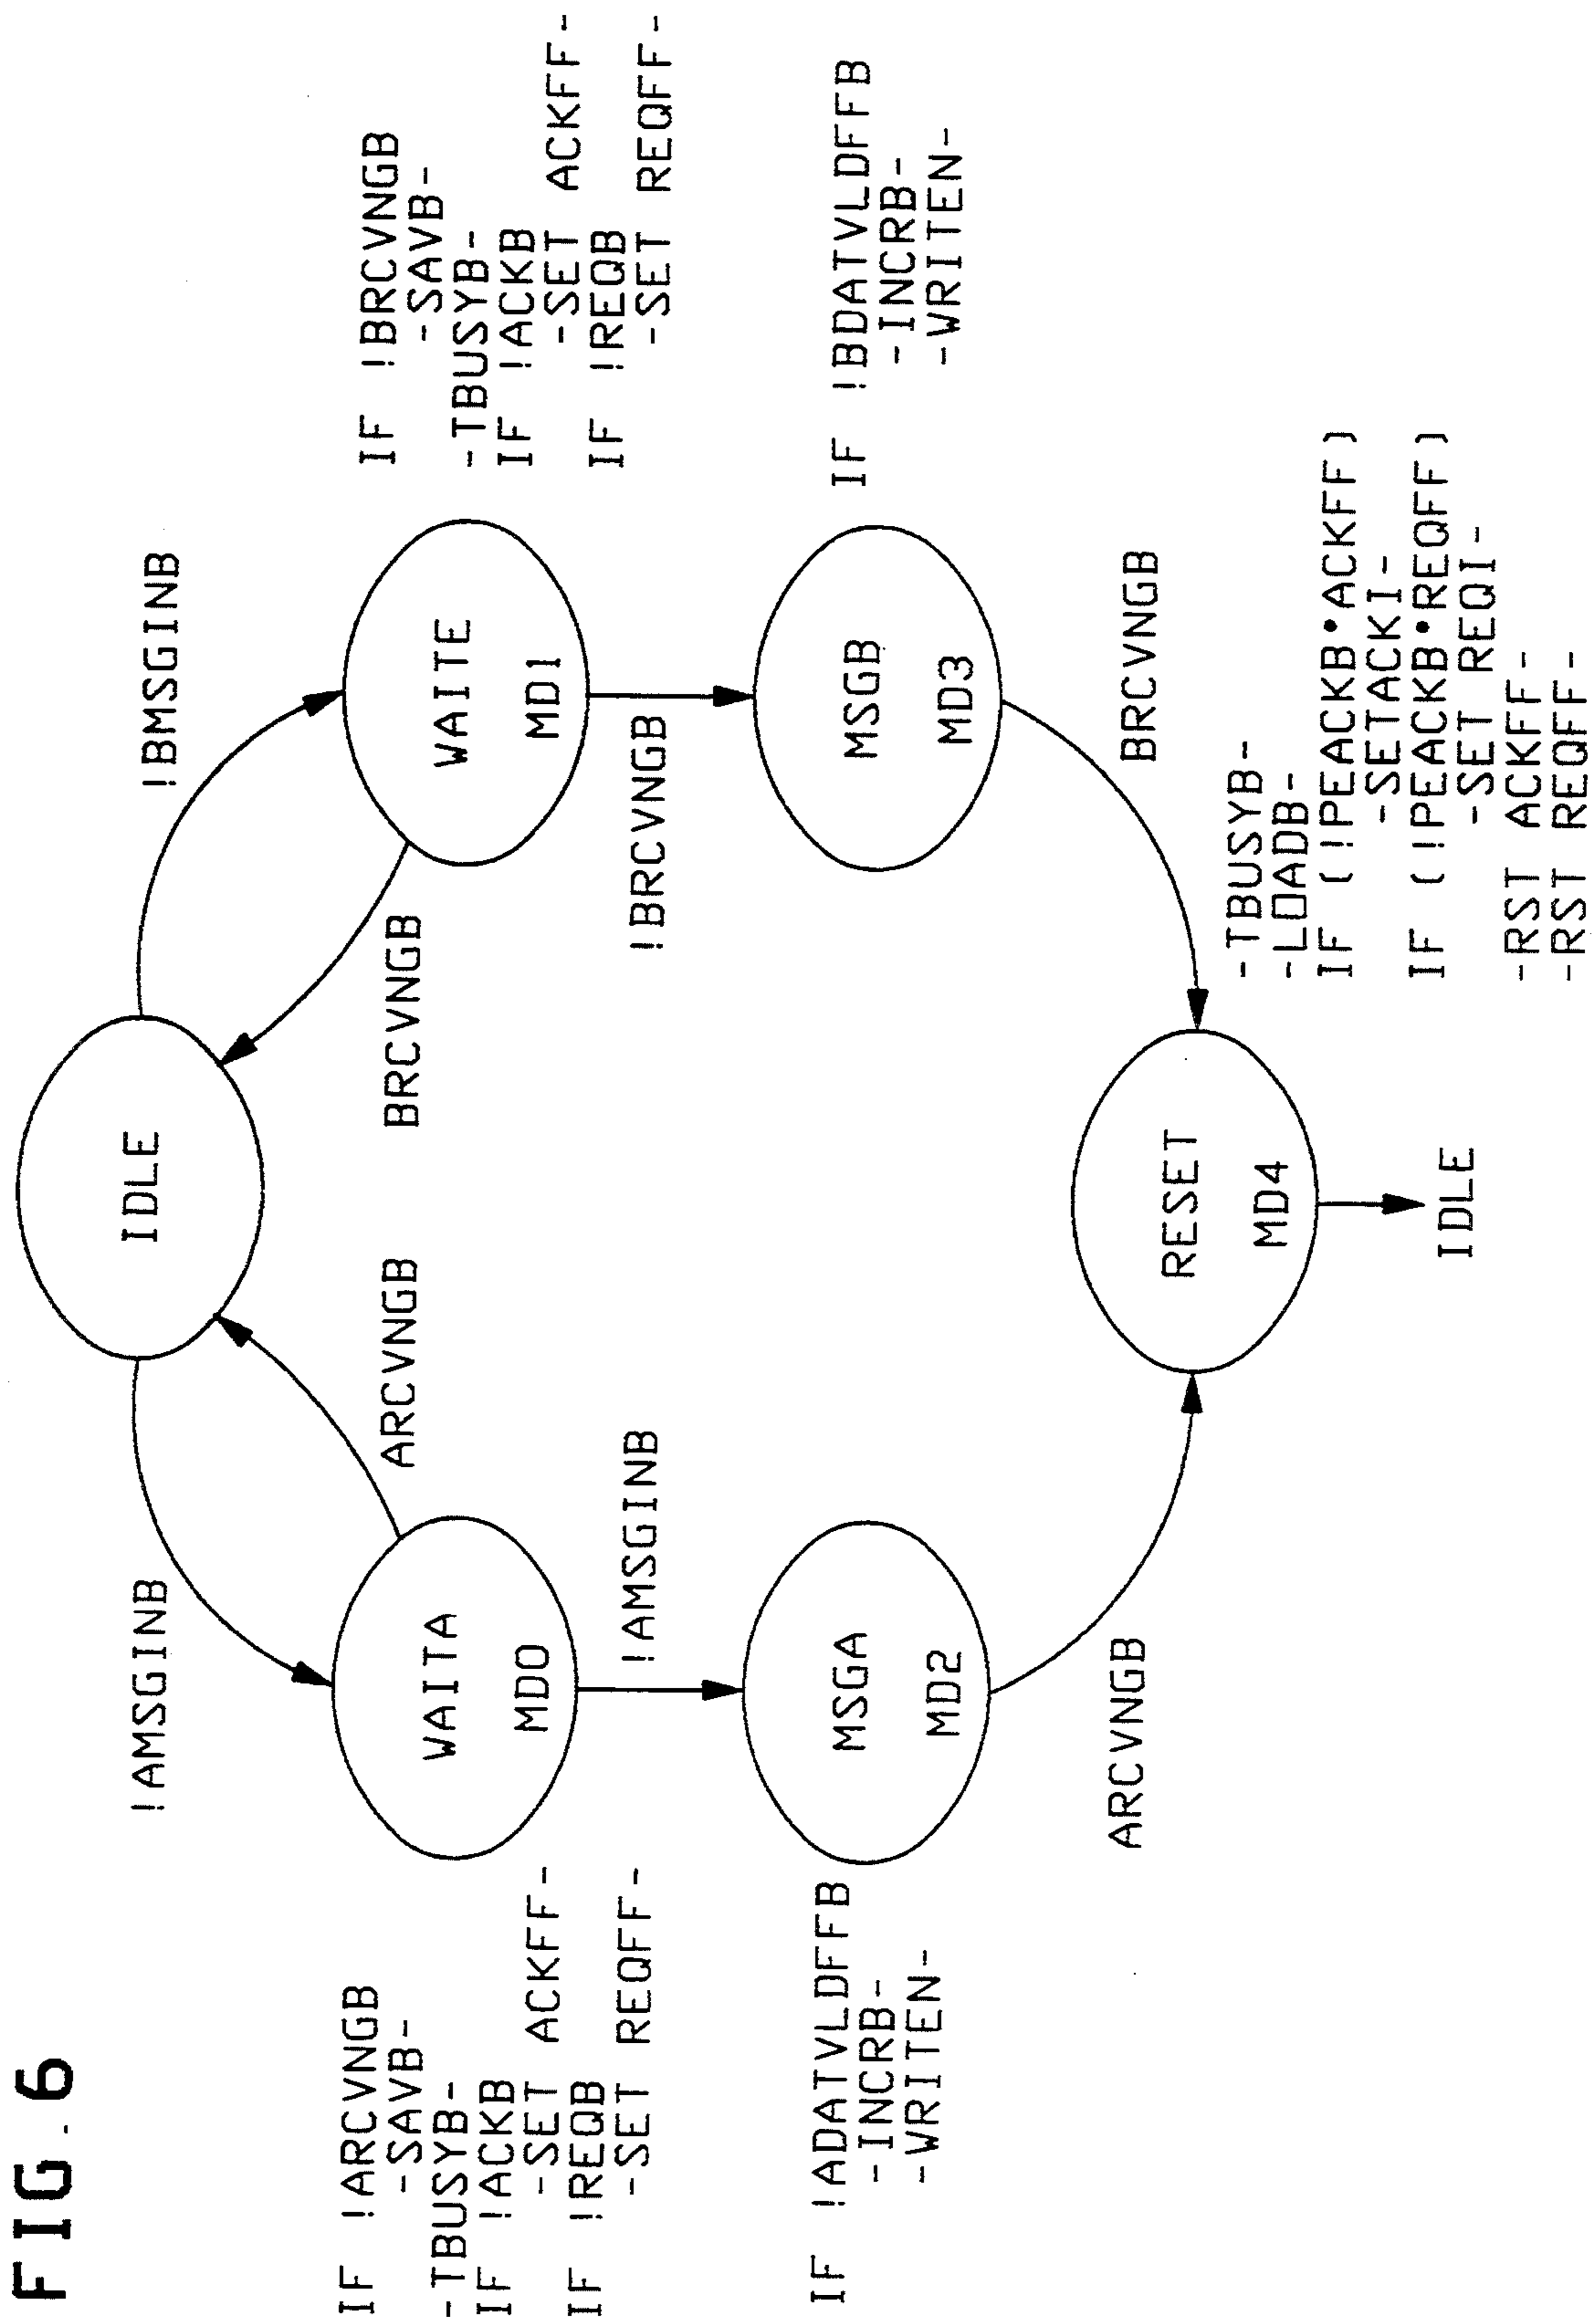 FIG.6
IDLE
!AMSGINB
!BMSGINB
ARCVNGB
BRCVNGB
IF !ARCVNGB
-SAVB-
-TBUSYB-
IF !ACKB
-SET ACKFF-
IF !REQB
-SET REQFF-
WAITA
MD0
WAITE
MD1
IF !BRCVNGB
-SAVB-
-TBUSYB-
IF !ACKB
-SET ACKFF-
IF !REQB
-SET REQFF-
!AMSGINB
!BRCVNGB
IF !ADATVLDFFB
-INCRB-
-WRITEN-
MSGA
MD2
MSGB
MD3
IF !BDATVLDFFB
-INCRB-
-WRITEN-
ARCVNGB
BRCVNGB
RESET
MD4
-TBUSYB-
-LOADB-
IF (!PEACKB•ACKFF)
-SETACKI-
IF (!PEACKB•REQFF)
-SET REQI-
-RST ACKFF-
-RST REQFF-
IDLE